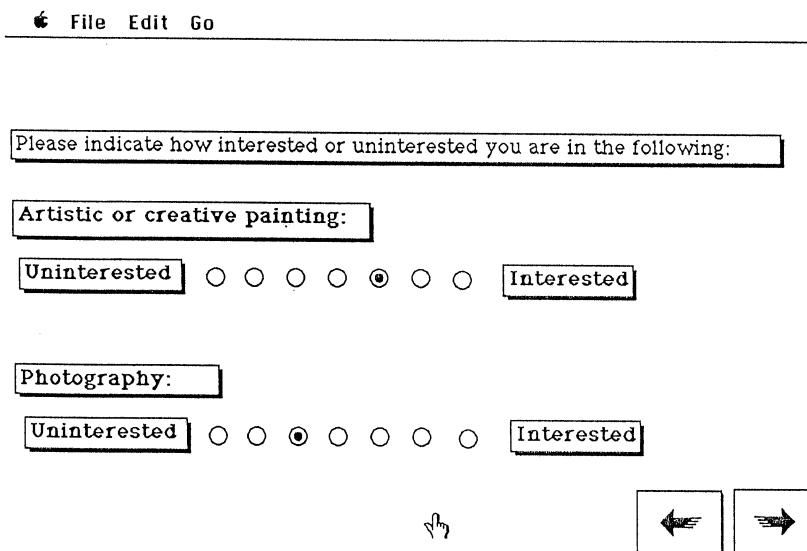 File Edit Go
Please indicate how interested or uninterested you are in the following:
Artistic or creative painting:
Uninterested Interested
Photography:
Uninterested Interested